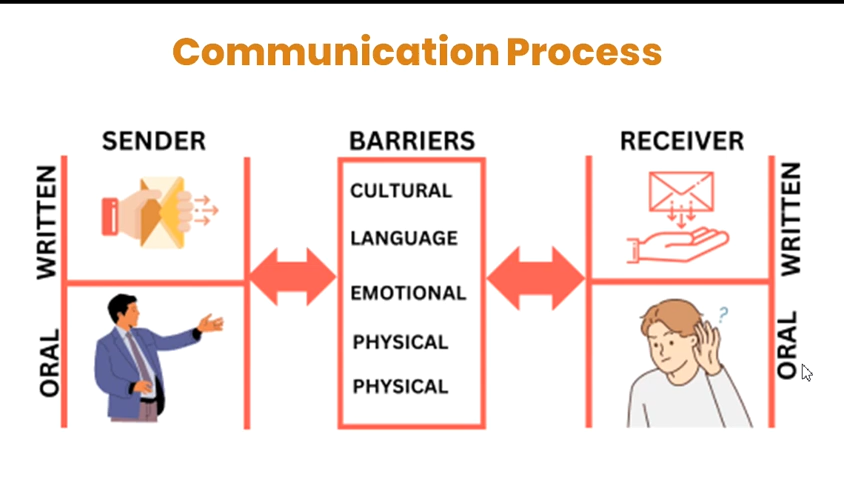 Communication Process
SENDER
BARRIERS
RECEIVER
WRITTEN
ORAL
CULTURAL
LANGUAGE
EMOTIONAL
PHYSICAL
PHYSICAL
WRITTEN
ORAL
?